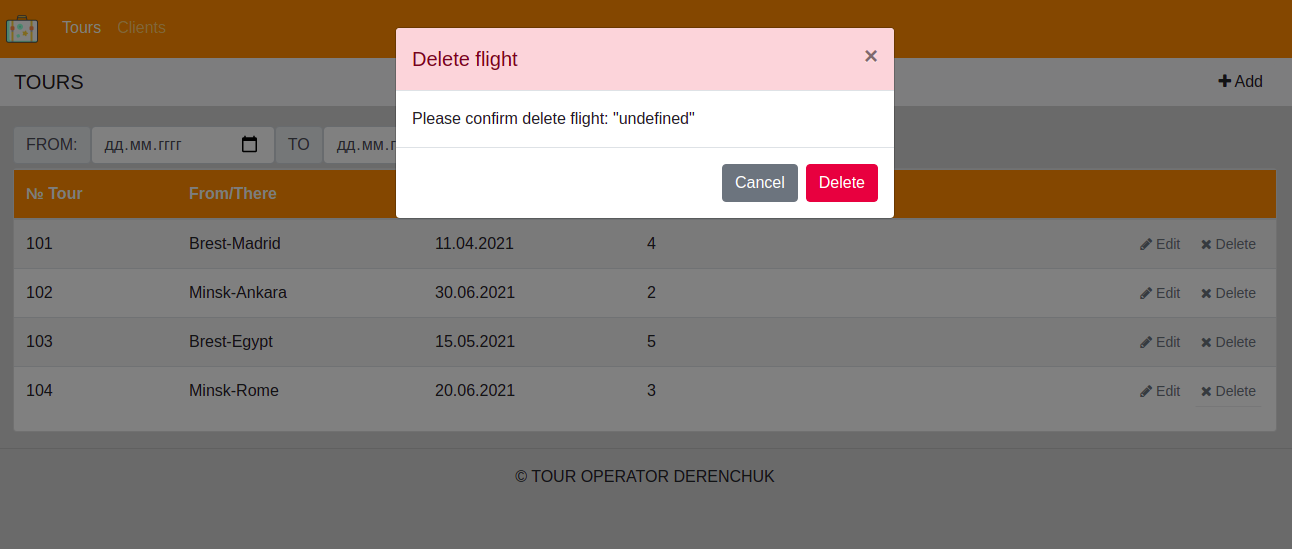 Tours Clients
Delete flight ×
TOURS
Add
Please confirm delete flight: "undefined"
FROM: дд.мм.гггг TO дд.мм.г
Cancel Delete
№ Tour From/There
101 Brest-Madrid 11.04.2021 4 Edit Delete
102 Minsk-Ankara 30.06.2021 2 Edit Delete
103 Brest-Egypt 15.05.2021 5 Edit Delete
104 Minsk-Rome 20.06.2021 3 Edit Delete
© TOUR OPERATOR DERENCHUK